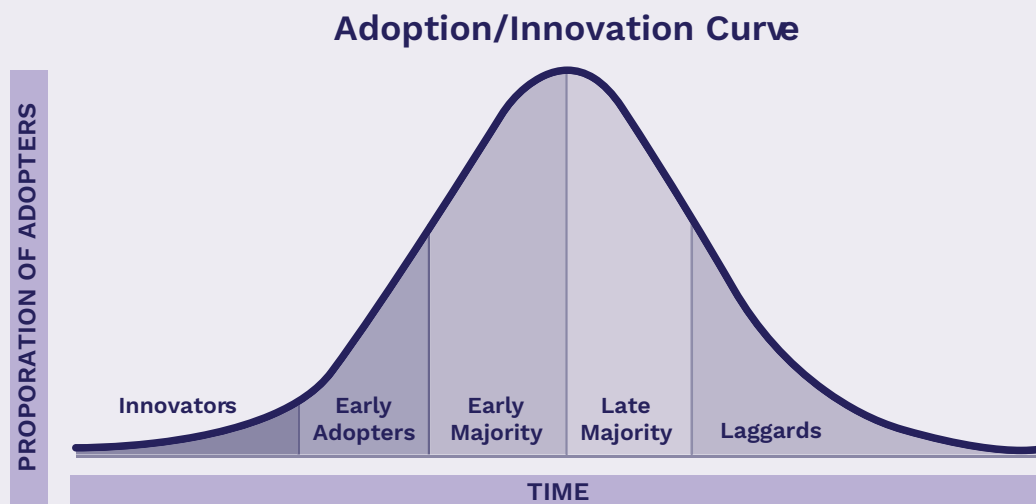 Adoption/Innovation Curve
PROPORATION OF ADOPTERS
Innovators
Early
Adopters
Early
Majority
Late
Majority
Laggards
TIME